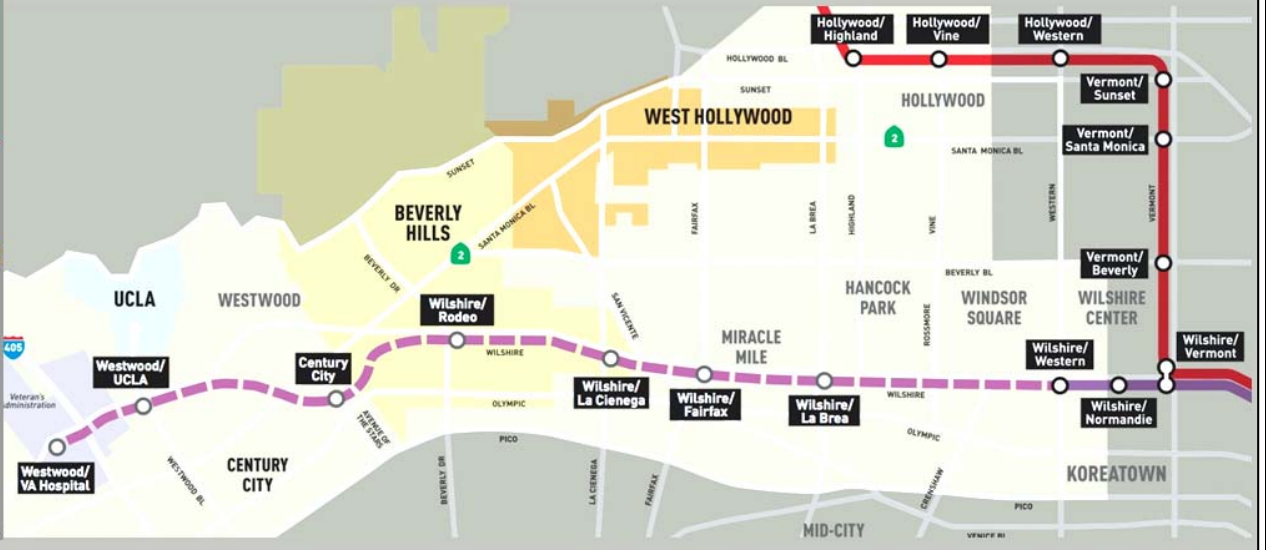 Hollywood/
Highland
Hollywood/
Vine
Hollywood/
Western
HOLLYWOOD BL
Vermont/
Sunset
SUNSET
HOLLYWOOD
WEST HOLLYWOOD
2
Vermont/
Santa Monica
SANTA MONICA BL
SUNSET
BEVERLY
HILLS
SANTA MONICA BL
2
FAIRFAX
LA BREA
HIGHLAND
VINE
WESTERN
VERMONT
BEVERLY DR
Vermont/
Beverly
BEVERLY BL
UCLA
WESTWOOD
Wilshire/
Rodeo
SAN VICENTE
MIRACLE
MILE
HANCOCK
PARK
ROSSMORE
WINDSOR
SQUARE
WILSHIRE
CENTER
405
Wilshire/
Western
Wilshire/
Vermont
Westwood/
UCLA
Century
City
WILSHIRE
Veteran's
Administration
Wilshire/
La Cienega
Wilshire/
Fairfax
Wilshire/
La Brea
WILSHIRE
Wilshire/
Normandie
OLYMPIC
AVENUE OF
THE STARS
OLYMPIC
PICO
Westwood/
VA Hospital
WESTWOOD BL
CENTURY
CITY
BEVERLY DR
LA CIENEGA
FAIRFAX
CRENSHAW
KOREATOWN
PICO
MID-CITY
VENICE BL